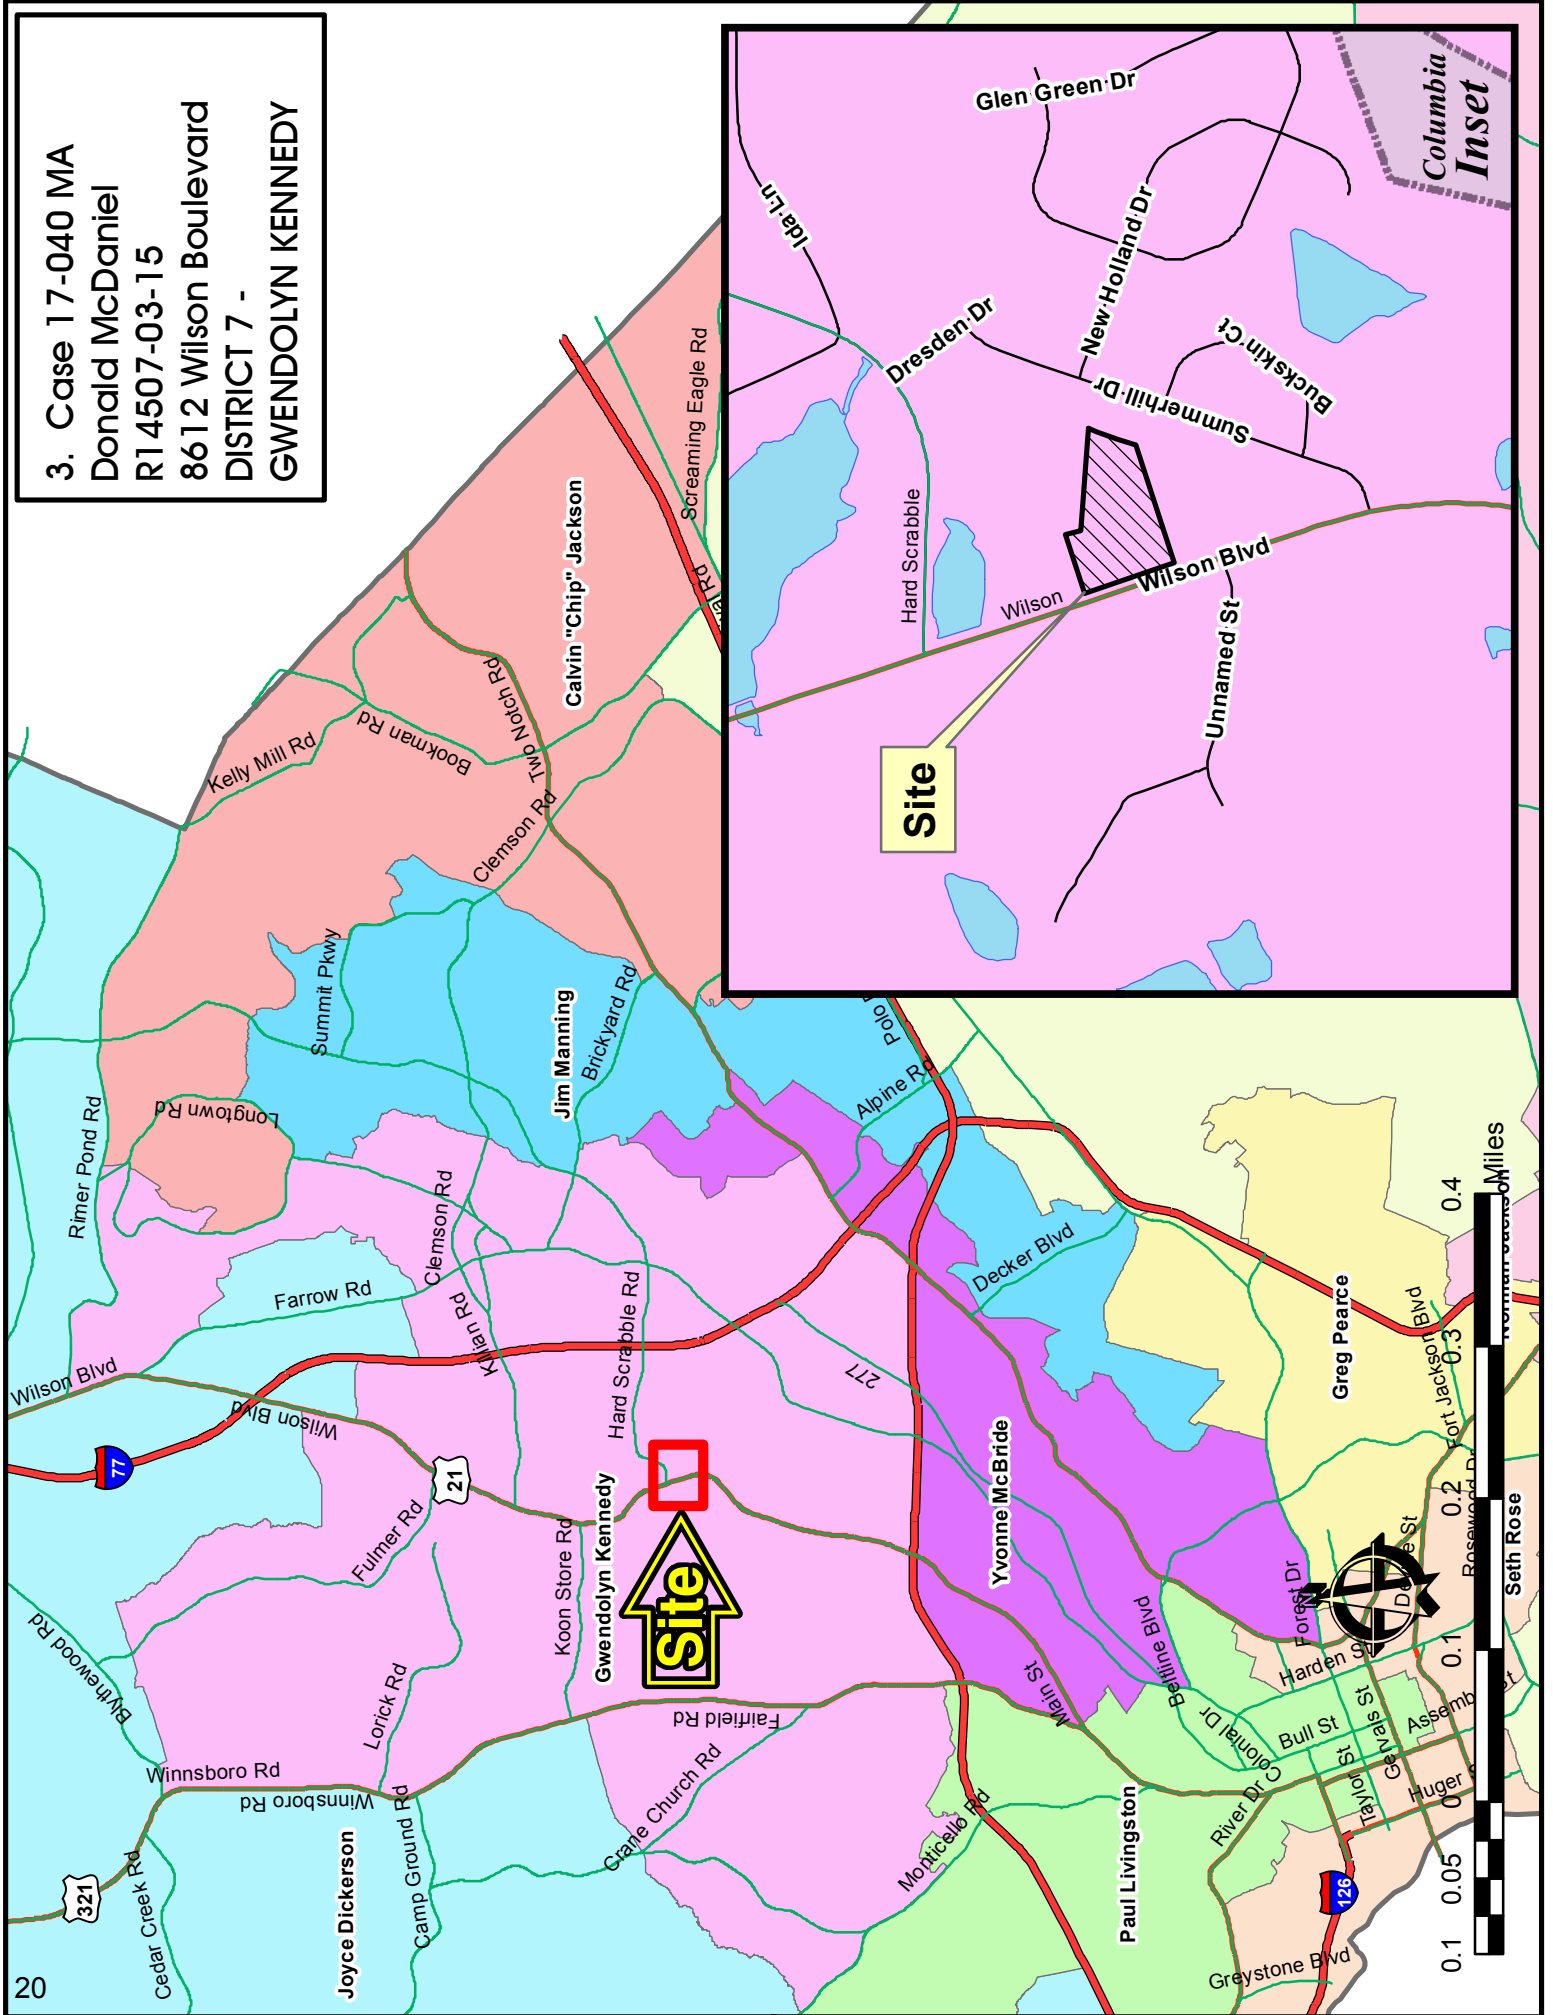 3. Case 17-040 MA
Donald McDaniel
R14507-03-15
8612 Wilson Boulevard
DISTRICT 7 -
GWENDOLYN KENNEDY
20
321
Cedar Creek Rd
Joyce Dickerson
Camp Ground Rd
Winnsboro Rd
Winnsboro Rd
Blythewood Rd
Lorick Rd
Fulmer Rd
Crane Church Rd
Fairfield Rd
Koon Store Rd
Gwendolyn Kennedy
Site
77
21
Wilson Blvd
Wilson Blvd
Rimer Pond Rd
Longtown Rd
Farrow Rd
Clemson Rd
Killian Rd
Hard Scrabble Rd
277
Summit Pkwy
Jim Manning
Brickyard Rd
Clemson Rd
Kelly Mill Rd
Bookman Rd
Two Notch Rd
Calvin "Chip" Jackson
Screaming Eagle Rd
Polo
Alpine Rd
Decker Blvd
Yvonne McBride
Greg Pearce
Fort Jackson Blvd
Monticello Rd
Main St
Beltline Blvd
Paul Livingston
River Dr
Colonial Dr
Bull St
Taylor St
Gervais St
Huger
Harden St
Forest Dr
Rosewood Dr
Seth Rose
126
Greystone Blvd
0.1
0.05
0
0.1
0.2
0.3
0.4
Miles
Site
Hard Scrabble
Wilson
Wilson Blvd
Unnamed St
Ida Ln
Dresden Dr
Summerhill Dr
New Holland Dr
Buckskin Ct
Glen Green Dr
Columbia
Inset